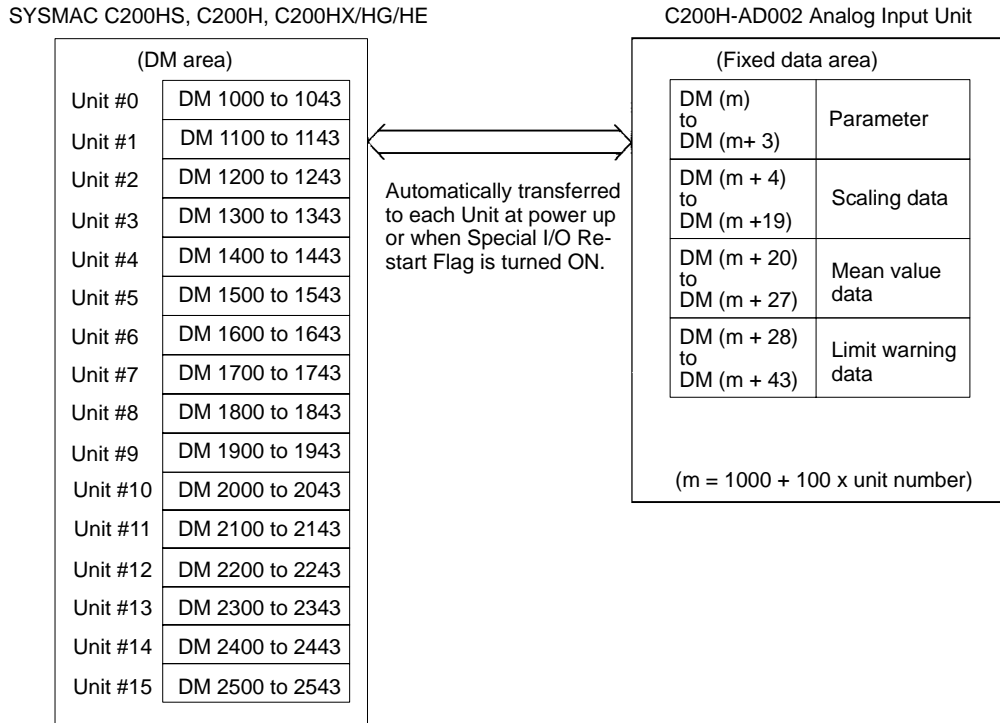 SYSMAC C200HS, C200H, C200HX/HG/HE
(DM area)
Unit #0 DM 1000 to 1043
Unit #1 DM 1100 to 1143
Unit #2 DM 1200 to 1243
Unit #3 DM 1300 to 1343
Unit #4 DM 1400 to 1443
Unit #5 DM 1500 to 1543
Unit #6 DM 1600 to 1643
Unit #7 DM 1700 to 1743
Unit #8 DM 1800 to 1843
Unit #9 DM 1900 to 1943
Unit #10 DM 2000 to 2043
Unit #11 DM 2100 to 2143
Unit #12 DM 2200 to 2243
Unit #13 DM 2300 to 2343
Unit #14 DM 2400 to 2443
Unit #15 DM 2500 to 2543
Automatically transferred
to each Unit at power up
or when Special I/O Re-
start Flag is turned ON.
C200H-AD002 Analog Input Unit
(Fixed data area)
DM (m)
to
DM (m+ 3)
Parameter
DM (m + 4)
to
DM (m +19)
Scaling data
DM (m + 20)
to
DM (m + 27)
Mean value
data
DM (m + 28)
to
DM (m + 43)
Limit warning
data
(m = 1000 + 100 x unit number)